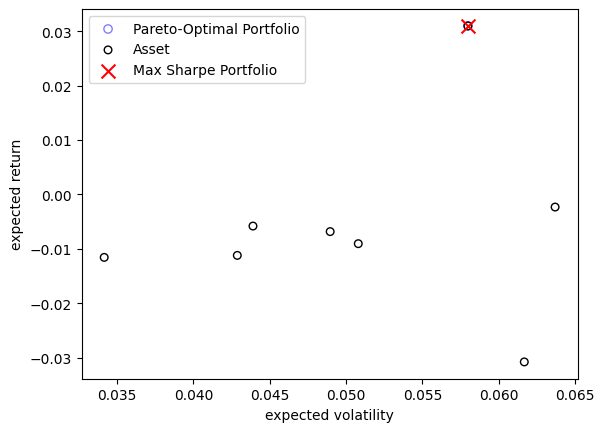 Pareto-Optimal Portfolio
Asset
Max Sharpe Portfolio
expected return
0.03
0.02
0.01
0.00
−0.01
−0.02
−0.03
0.035 0.040 0.045 0.050 0.055 0.060 0.065
expected volatility